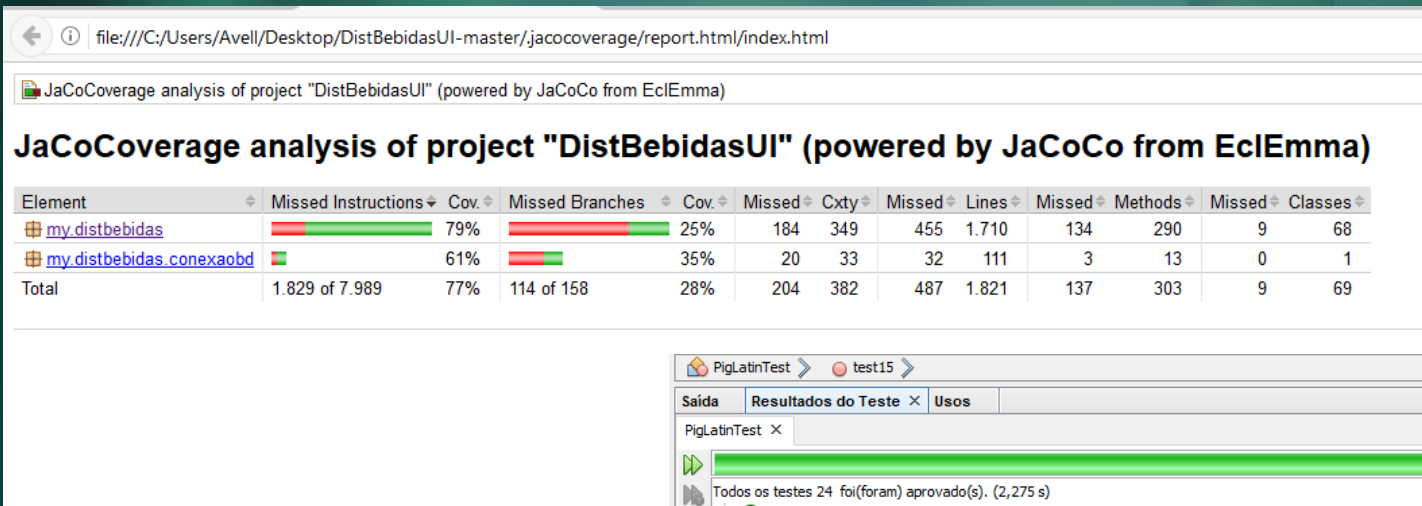 file:///C:/Users/Avell/Desktop/DistBebidasUI-master/.jacocoverage/report.html/index.html
JaCoCoverage analysis of project "DistBebidasUI" (powered by JaCoCo from EclEmma)
JaCoCoverage analysis of project "DistBebidasUI" (powered by JaCoCo from EclEmma)
Element Missed Instructions Cov. Missed Branches Cov. Missed Cxty Missed Lines Missed Methods Missed Classes
my.distbebidas 79% 25% 184 349 455 1.710 134 290 9 68
my.distbebidas.conexaobd 61% 35% 20 33 32 111 3 13 0 1
Total 1.829 of 7.989 77% 114 of 158 28% 204 382 487 1.821 137 303 9 69
PigLatinTest test15
Saída Resultados do Teste Usos
PigLatinTest
Todos os testes 24 foi(foram) aprovado(s). (2,275 s)